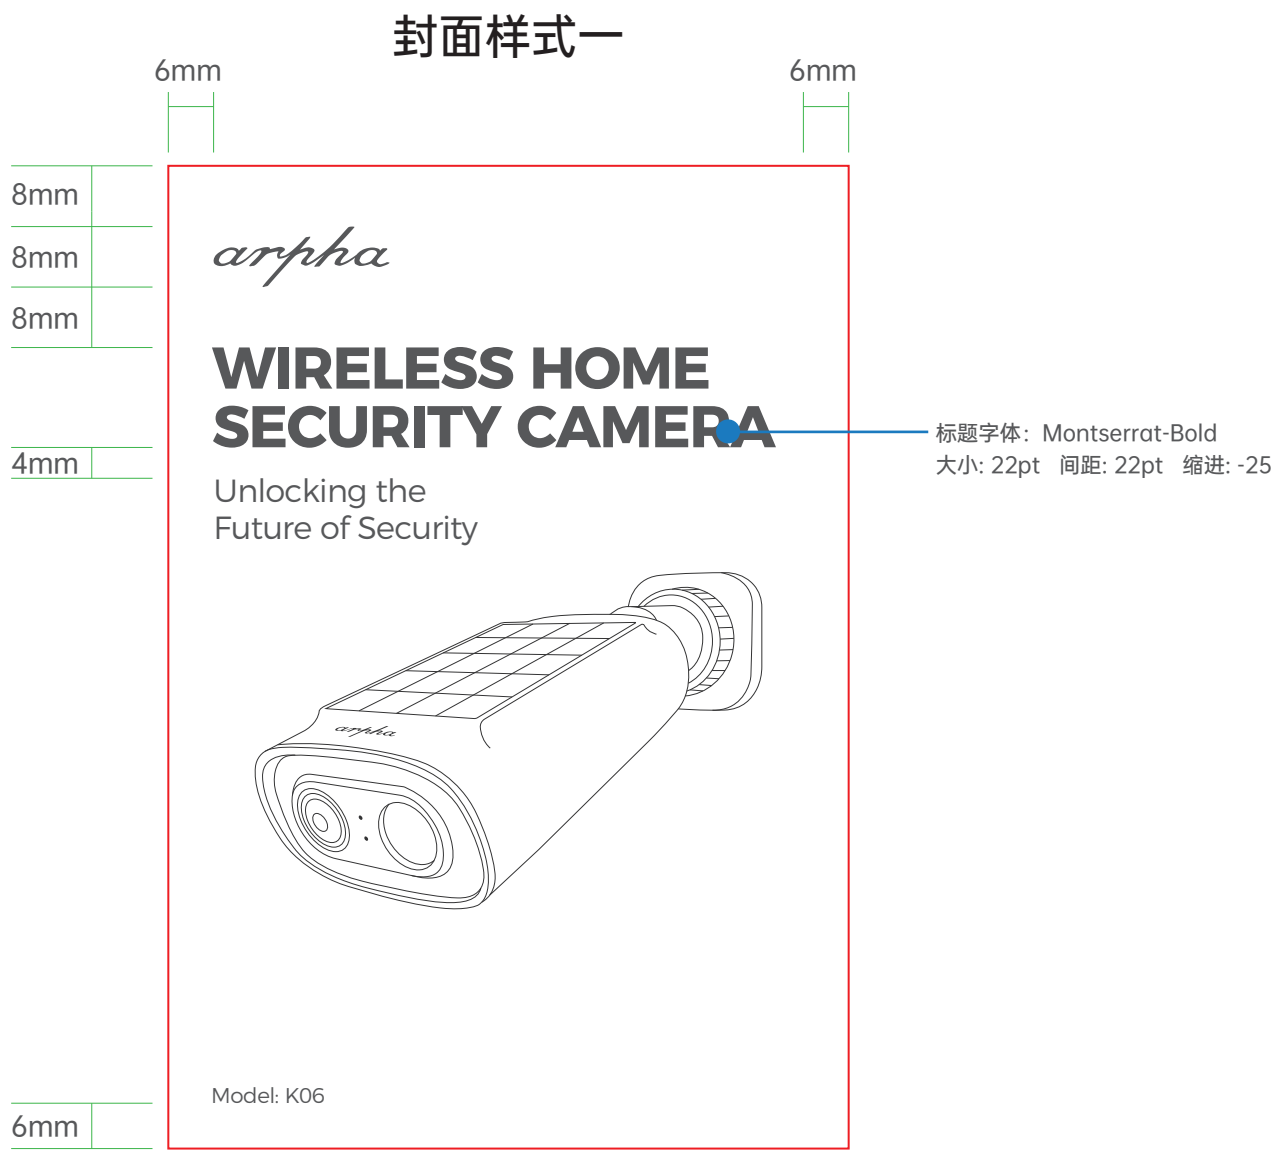 封面样式一
6mm
6mm
8mm
8mm
8mm
arpha
WIRELESS HOME
SECURITY CAMERA
标题字体：Montserrat-Bold
大小: 22pt 间距: 22pt 缩进: -25
4mm
Unlocking the
Future of Security
arpha
Model: K06
6mm